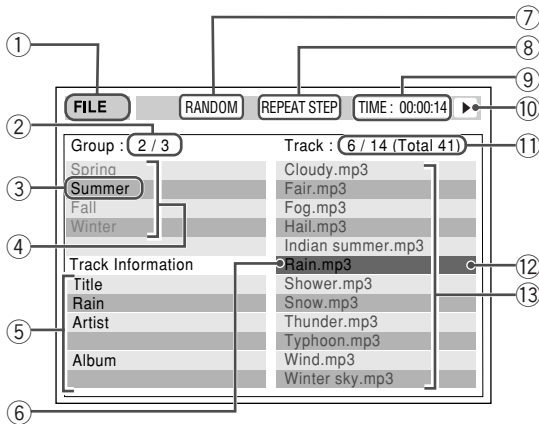 ① ② ③ ④ ⑤ ⑥ ⑦ ⑧ ⑨ ⑩ ⑪ ⑫ ⑬
FILE RANDOM REPEAT STEP TIME : 00:00:14
Group : 2 / 3
Spring
Summer
Fall
Winter
Track Information
Title
Rain
Artist
Album
Track : 6 / 14 (Total 41)
Cloudy.mp3
Fair.mp3
Fog.mp3
Hail.mp3
Indian summer.mp3
Rain.mp3
Shower.mp3
Snow.mp3
Thunder.mp3
Typhoon.mp3
Wind.mp3
Winter sky.mp3